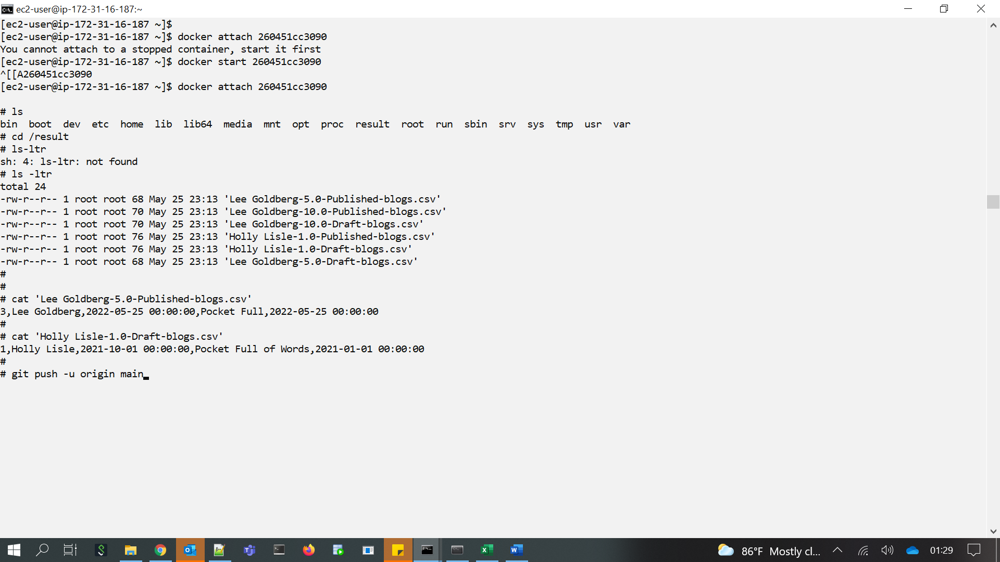 ec2-user@ip-172-31-16-187:~
[ec2-user@ip-172-31-16-187 ~]$
[ec2-user@ip-172-31-16-187 ~]$ docker attach 260451cc3090
You cannot attach to a stopped container, start it first
[ec2-user@ip-172-31-16-187 ~]$ docker start 260451cc3090
^[[A260451cc3090
[ec2-user@ip-172-31-16-187 ~]$ docker attach 260451cc3090
# ls
bin  boot  dev  etc  home  lib  lib64  media  mnt  opt  proc  result  root  run  sbin  srv  sys  tmp  usr  var
# cd /result
# ls-ltr
sh: 4: ls-ltr: not found
# ls -ltr
total 24
-rw-r--r-- 1 root root 68 May 25 23:13 'Lee Goldberg-5.0-Published-blogs.csv'
-rw-r--r-- 1 root root 70 May 25 23:13 'Lee Goldberg-10.0-Published-blogs.csv'
-rw-r--r-- 1 root root 70 May 25 23:13 'Lee Goldberg-10.0-Draft-blogs.csv'
-rw-r--r-- 1 root root 76 May 25 23:13 'Holly Lisle-1.0-Published-blogs.csv'
-rw-r--r-- 1 root root 76 May 25 23:13 'Holly Lisle-1.0-Draft-blogs.csv'
-rw-r--r-- 1 root root 68 May 25 23:13 'Lee Goldberg-5.0-Draft-blogs.csv'
#
#
# cat 'Lee Goldberg-5.0-Published-blogs.csv'
3,Lee Goldberg,2022-05-25 00:00:00,Pocket Full,2022-05-25 00:00:00
#
# cat 'Holly Lisle-1.0-Draft-blogs.csv'
1,Holly Lisle,2021-10-01 00:00:00,Pocket Full of Words,2021-01-01 00:00:00
#
# git push -u origin main
86°F Mostly cl... 01:29